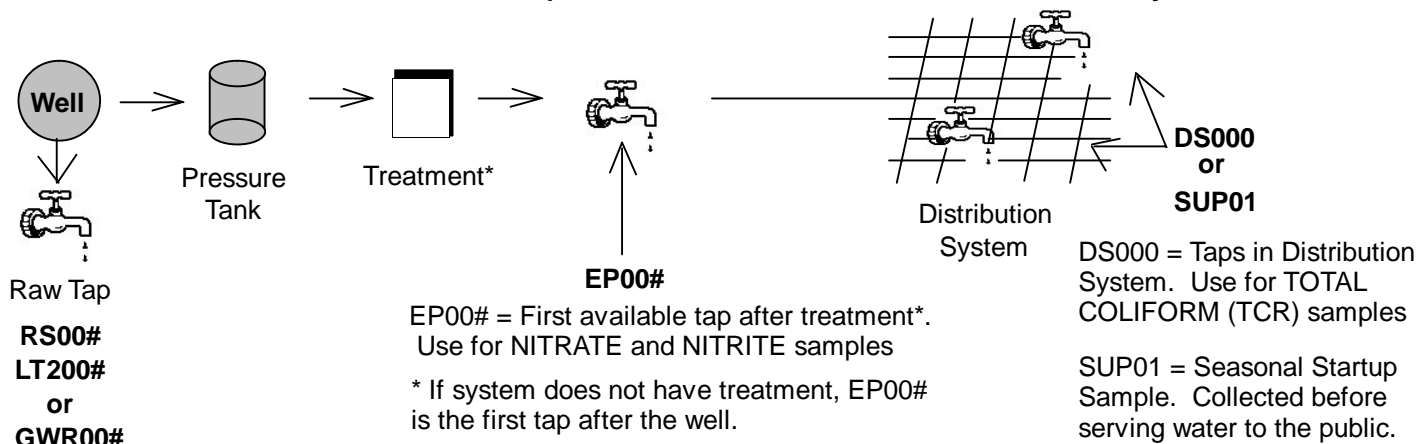 Well
Pressure
Tank
Treatment*
Raw Tap
RS00#
LT200#
or
GWR00#
EP00#
EP00# = First available tap after treatment*.
Use for NITRATE and NITRITE samples
* If system does not have treatment, EP00#
is the first tap after the well.
Distribution
System
DS000
or
SUP01
DS000 = Taps in Distribution
System. Use for TOTAL
COLIFORM (TCR) samples
SUP01 = Seasonal Startup
Sample. Collected before
serving water to the public.